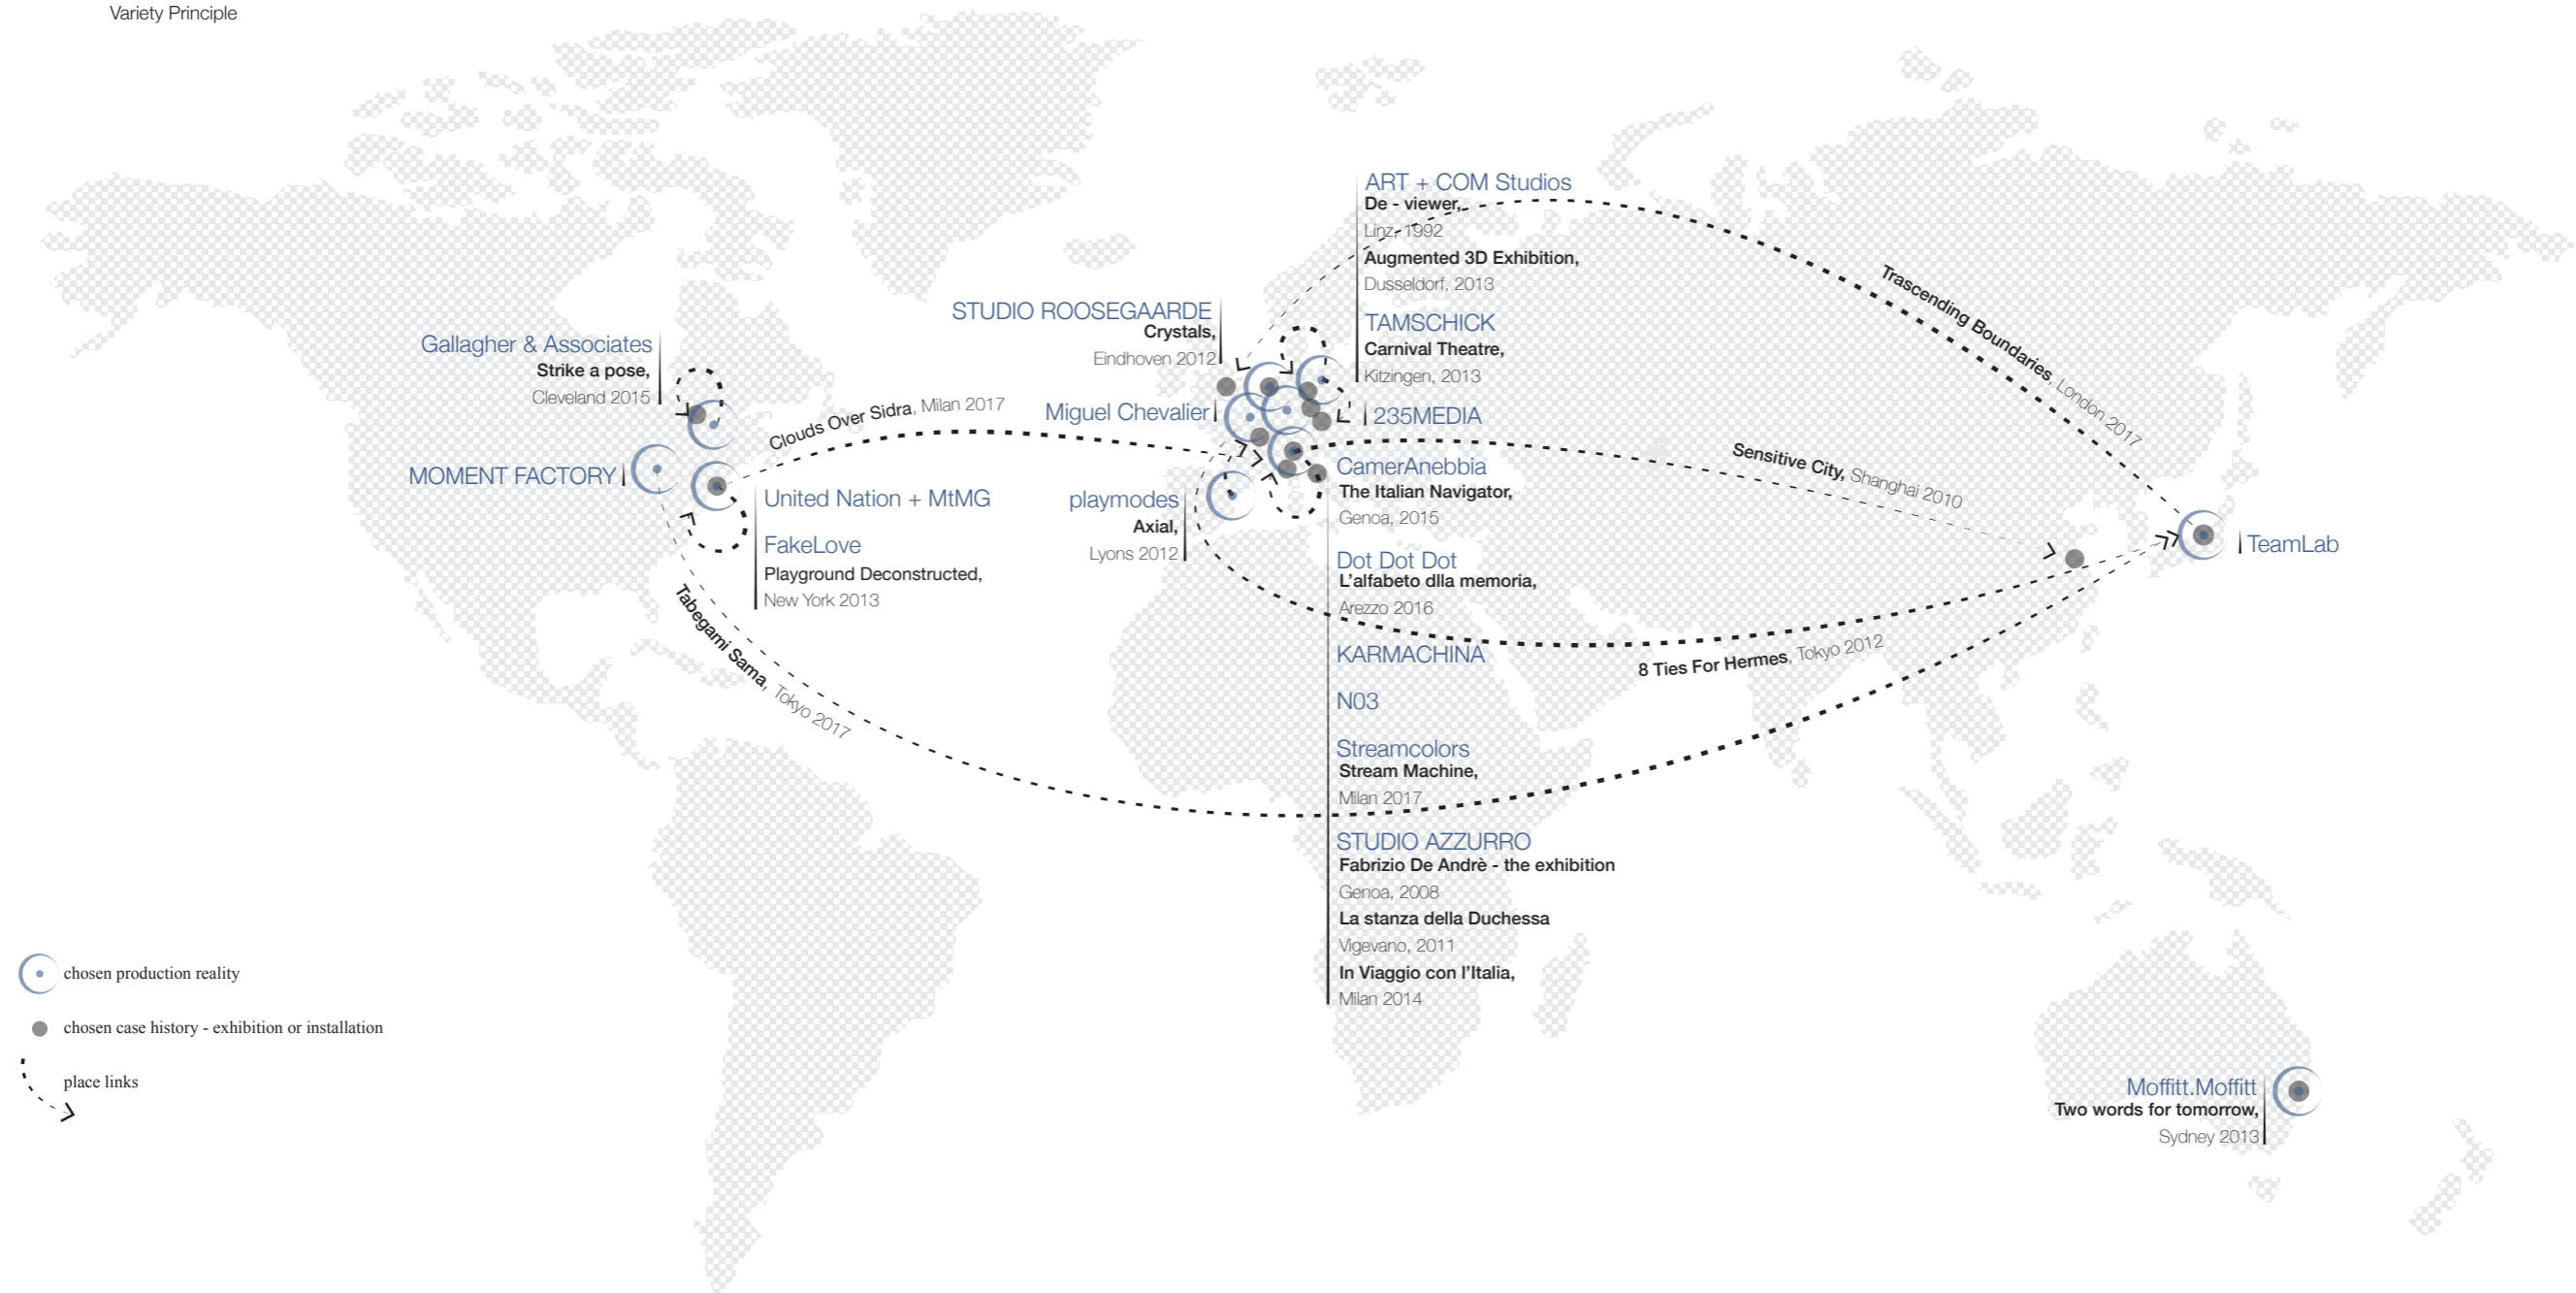 Variety Principle
ART + COM Studios
De - viewer,
Linz, 1992
Augmented 3D Exhibition,
Dusseldorf, 2013
TAMSCHICK
Carnival Theatre,
Kitzingen, 2013
235MEDIA
STUDIO ROOSEGAARDE
Crystals,
Eindhoven 2012
Miguel Chevalier
Gallagher & Associates
Strike a pose,
Cleveland 2015
MOMENT FACTORY
Clouds Over Sidra, Milan 2017
United Nation + MtMG
FakeLove
Playground Deconstructed,
New York 2013
Tabegami Sama, Tokyo 2017
playmodes
Axial,
Lyons 2012
CamerAnebbia
The Italian Navigator,
Genoa, 2015
Dot Dot Dot
L'alfabeto dlla memoria,
Arezzo 2016
KARMACHINA
N03
Streamcolors
Stream Machine,
Milan 2017
STUDIO AZZURRO
Fabrizio De Andrè - the exhibition
Genoa, 2008
La stanza della Duchessa
Vigevano, 2011
In Viaggio con l'Italia,
Milan 2014
Trascending Boundaries, London 2017
Sensitive City, Shanghai 2010
8 Ties For Hermes, Tokyo 2012
TeamLab
Moffitt.Moffitt
Two words for tomorrow,
Sydney 2013
chosen production reality
chosen case history - exhibition or installation
place links